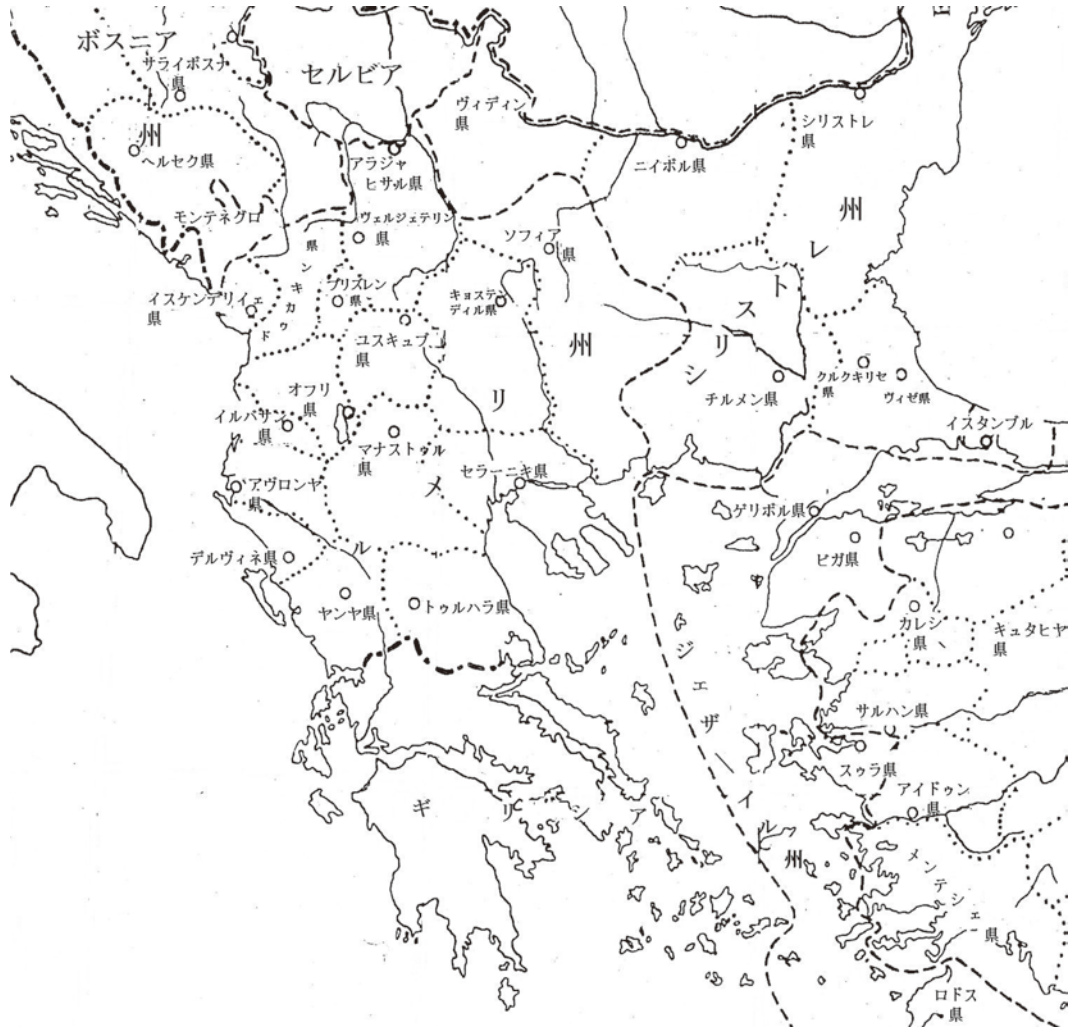 ボスニア
州
サライボスナ
県
セルビア
ヴィディン
県
シリストレ
県
ヘルセク県
アラジャ
ヒサル県
ニイボル県
シリストレ
州
モンテネグロ
ヴェルジェテリン
県
ソフィア
県
イスケンデリイェ
県
ドゥカキン県
プリズレン
県
キョステン
ディル県
ユスキュプ
県
ルメリ
州
オフリ
県
イルバサン
県
マナストゥル
県
チルメン県
クルクキリセ
県
ヴィゼ県
イスタンブル
アヴロンヤ
県
セラーニキ県
ゲリボル県
ビガ県
デルヴィネ県
ヤンヤ県
トゥルハラ県
カレシ
県
キュタヒヤ
県
ジェザーイル
州
サルハン県
スゥラ県
アイドゥン
県
ギリシア
メンテシェ県
ロドス
県